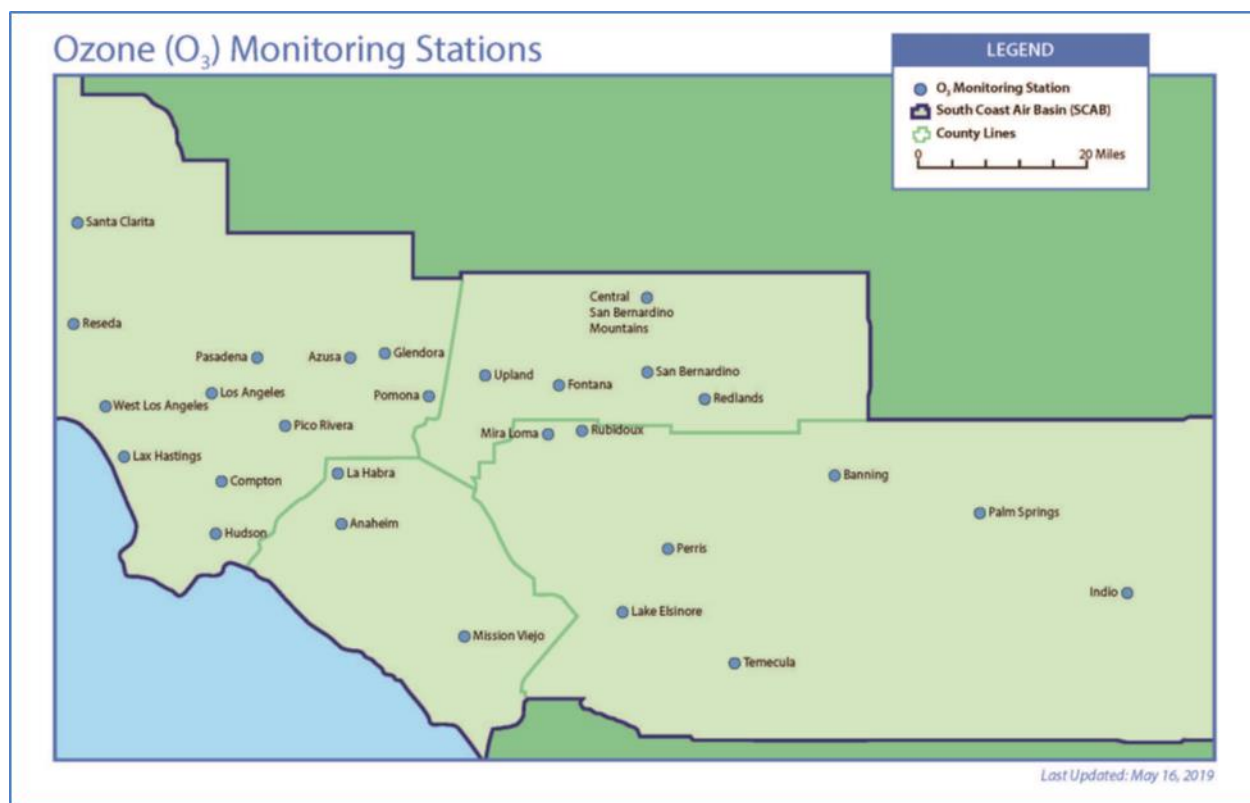 Ozone (O₃) Monitoring Stations
LEGEND
O₃ Monitoring Station
South Coast Air Basin (SCAB)
County Lines
0
20 Miles
Santa Clarita
Central
San Bernardino
Mountains
Reseda
Pasadena
Azusa
Glendora
Upland
Fontana
San Bernardino
Redlands
Pomona
Los Angeles
West Los Angeles
Pico Rivera
Mira Loma
Rubidoux
Lax Hastings
La Habra
Compton
Banning
Palm Springs
Anaheim
Hudson
Perris
Indio
Lake Elsinore
Mission Viejo
Temecula
Last Updated: May 16, 2019